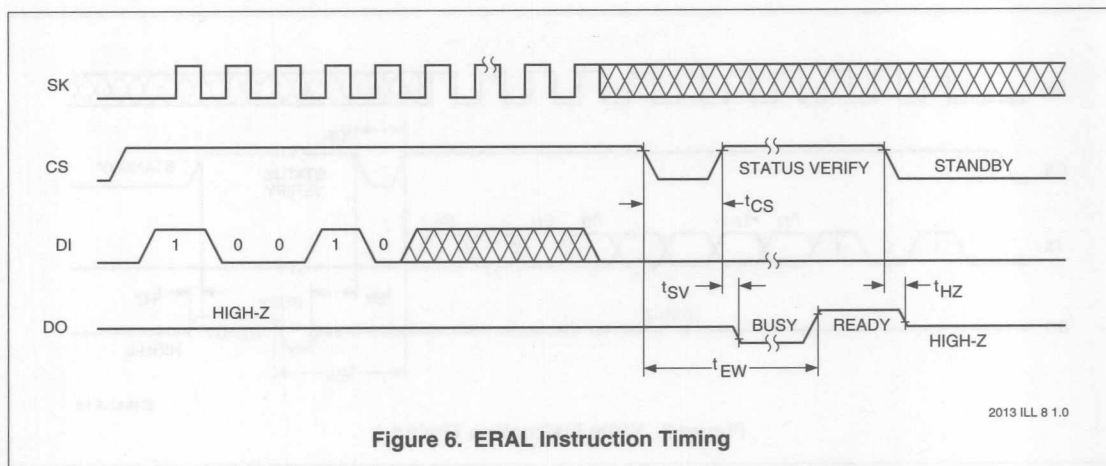 SK
CS
STATUS VERIFY
STANDBY
tCS
DI
1 0 0 1 0
tSV
tHZ
DO
HIGH-Z
BUSY
READY
HIGH-Z
tEW
2013 ILL 8 1.0
Figure 6. ERAL Instruction Timing